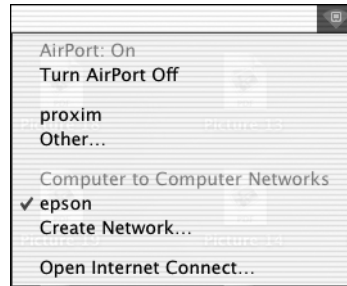 AirPort: On
Turn AirPort Off
proxim
Other...
Computer to Computer Networks
epson
Create Network...
Open Internet Connect...